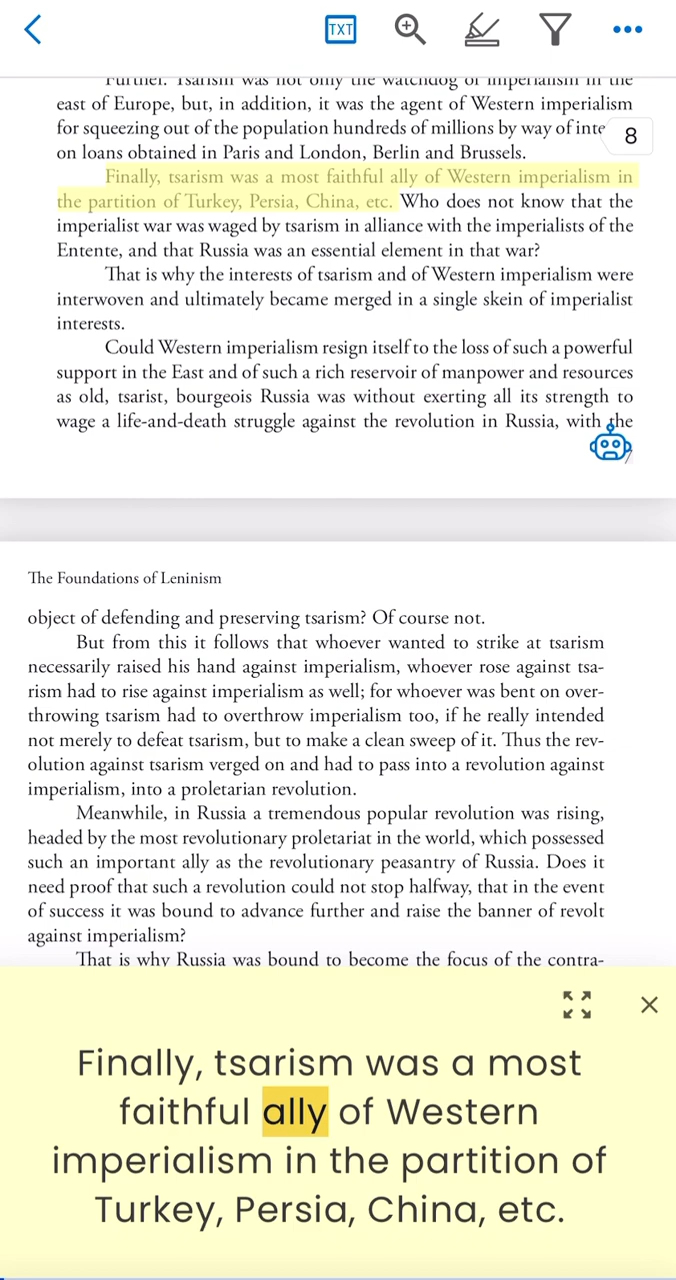 TXT
Further. Tsarism was not only the watchdog of imperialism in the
east of Europe, but, in addition, it was the agent of Western imperialism
for squeezing out of the population hundreds of millions by way of inte
8
on loans obtained in Paris and London, Berlin and Brussels.
Finally, tsarism was a most faithful ally of Western imperialism in
the partition of Turkey, Persia, China, etc. Who does not know that the
imperialist war was waged by tsarism in alliance with the imperialists of the
Entente, and that Russia was an essential element in that war?
That is why the interests of tsarism and of Western imperialism were
interwoven and ultimately became merged in a single skein of imperialist
interests.
Could Western imperialism resign itself to the loss of such a powerful
support in the East and of such a rich reservoir of manpower and resources
as old, tsarist, bourgeois Russia was without exerting all its strength to
wage a life-and-death struggle against the revolution in Russia, with the
7
The Foundations of Leninism
object of defending and preserving tsarism? Of course not.
But from this it follows that whoever wanted to strike at tsarism
necessarily raised his hand against imperialism, whoever rose against tsa-
rism had to rise against imperialism as well; for whoever was bent on over-
throwing tsarism had to overthrow imperialism too, if he really intended
not merely to defeat tsarism, but to make a clean sweep of it. Thus the rev-
olution against tsarism verged on and had to pass into a revolution against
imperialism, into a proletarian revolution.
Meanwhile, in Russia a tremendous popular revolution was rising,
headed by the most revolutionary proletariat in the world, which possessed
such an important ally as the revolutionary peasantry of Russia. Does it
need proof that such a revolution could not stop halfway, that in the event
of success it was bound to advance further and raise the banner of revolt
against imperialism?
That is why Russia was bound to become the focus of the contra-
Finally, tsarism was a most
faithful ally of Western
imperialism in the partition of
Turkey, Persia, China, etc.